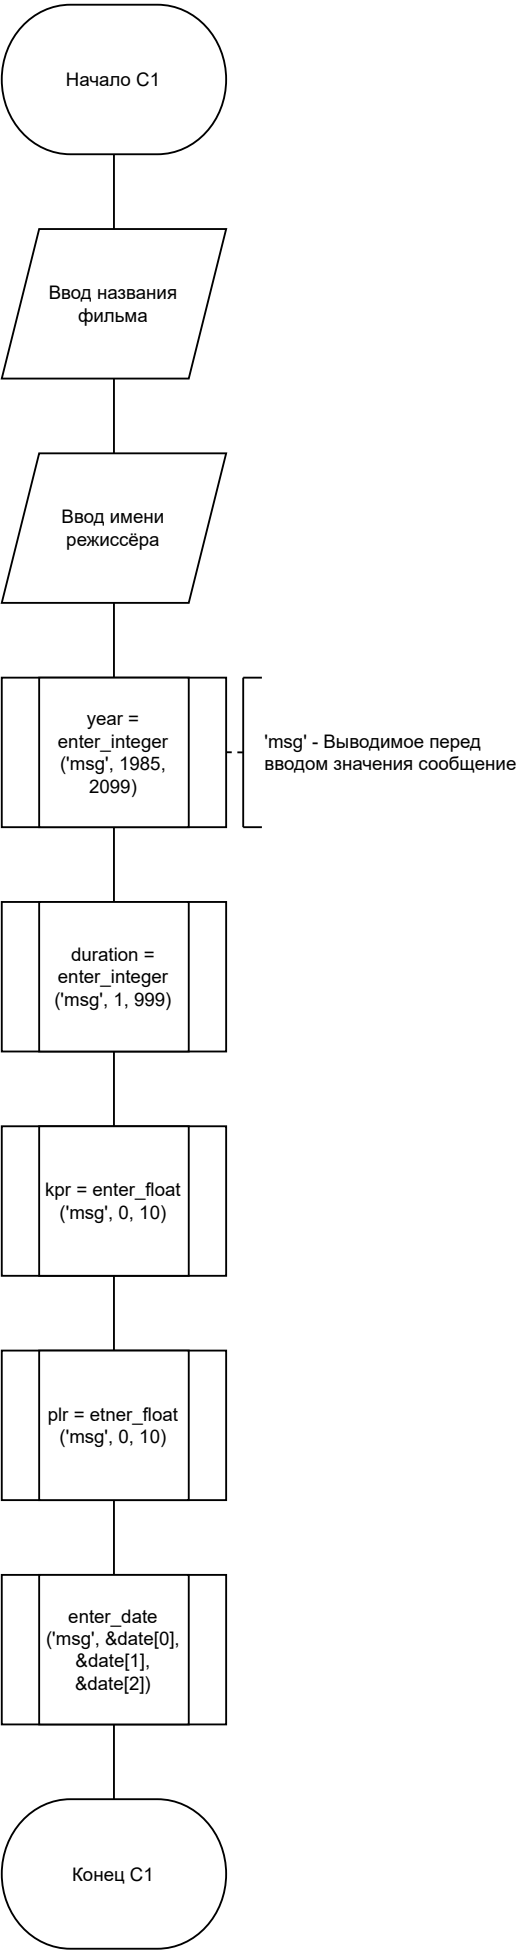 Начало С1
Ввод названия
фильма
Ввод имени
режиссёра
year =
enter_integer
('msg', 1985,
2099)
'msg' - Выводимое перед
вводом значения сообщение
duration =
enter_integer
('msg', 1, 999)
kpr = enter_float
('msg', 0, 10)
plr = etner_float
('msg', 0, 10)
enter_date
('msg', &date[0],
&date[1],
&date[2])
Конец С1